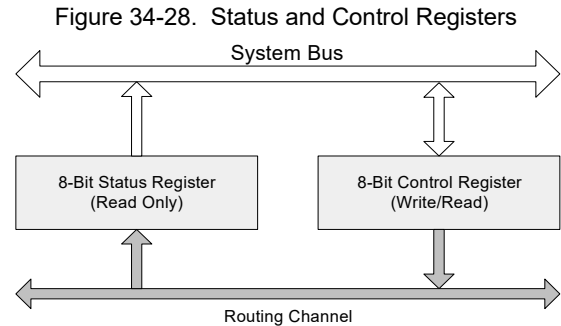 Figure 34-28. Status and Control Registers
System Bus
8-Bit Status Register
(Read Only)
8-Bit Control Register
(Write/Read)
Routing Channel